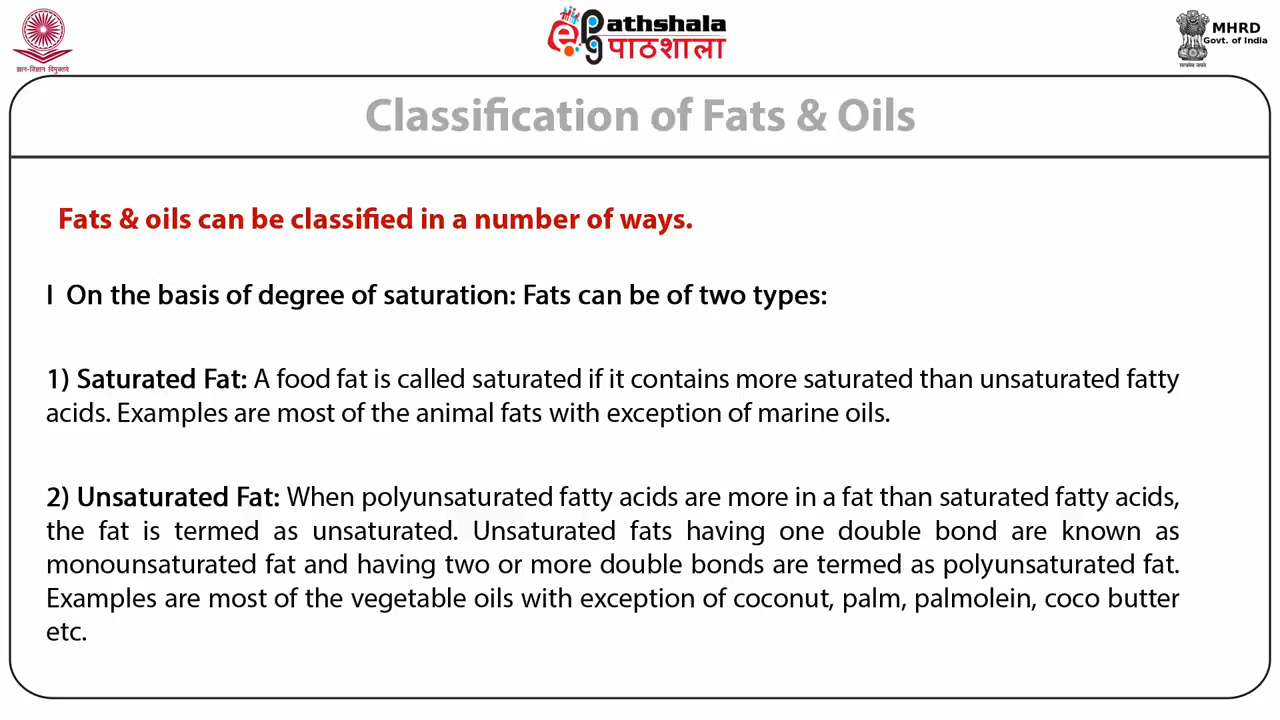 ज्ञान-विज्ञान विमुक्तये
ePG Pathshala
पाठशाला
MHRD
Govt. of India
सत्यमेव जयते
Classification of Fats & Oils
Fats & oils can be classified in a number of ways.
I On the basis of degree of saturation: Fats can be of two types:
1) Saturated Fat: A food fat is called saturated if it contains more saturated than unsaturated fatty
acids. Examples are most of the animal fats with exception of marine oils.
2) Unsaturated Fat: When polyunsaturated fatty acids are more in a fat than saturated fatty acids,
the fat is termed as unsaturated. Unsaturated fats having one double bond are known as
monounsaturated fat and having two or more double bonds are termed as polyunsaturated fat.
Examples are most of the vegetable oils with exception of coconut, palm, palmolein, coco butter
etc.